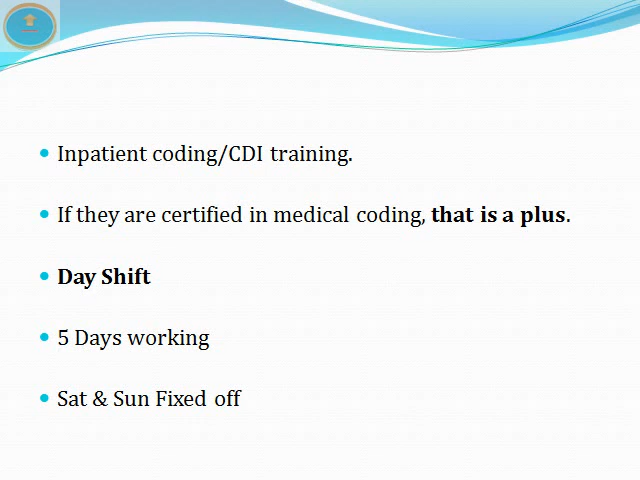 Inpatient coding/CDI training.
If they are certified in medical coding, that is a plus.
Day Shift
5 Days working
Sat & Sun Fixed off